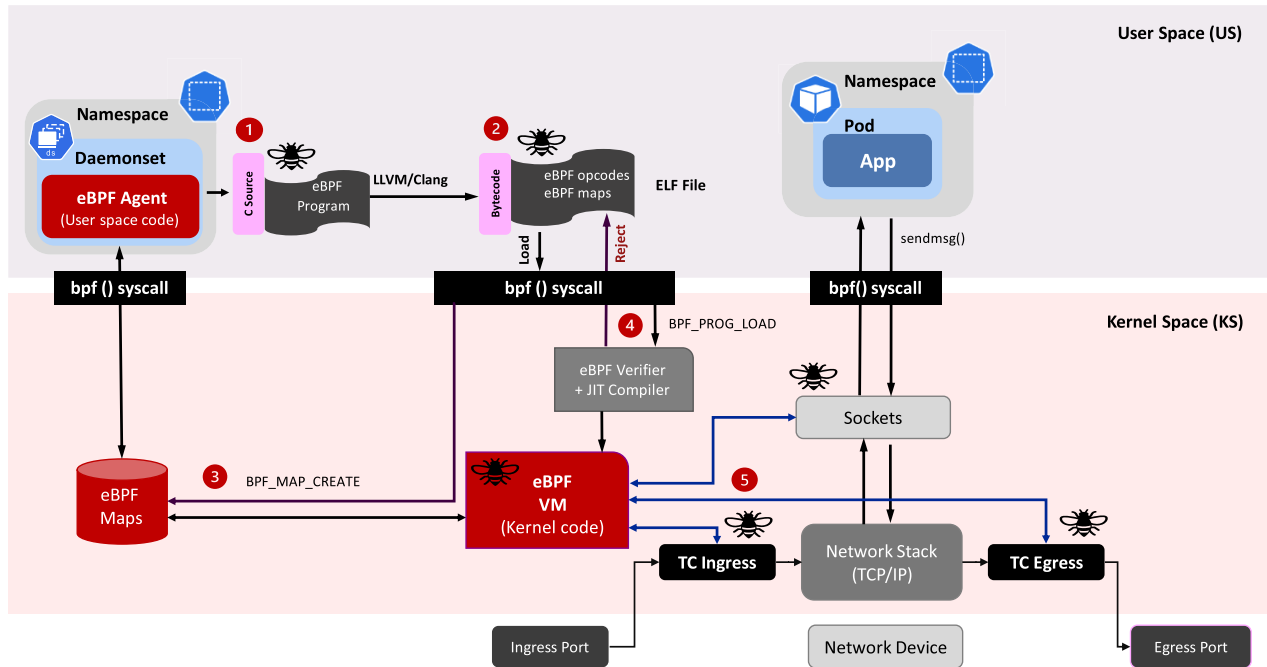 User Space (US)
Namespace
ds
Daemonset
eBPF Agent
(User space code)
1
C Source
eBPF
Program
LLVM/Clang
2
Bytecode
eBPF opcodes
eBPF maps
ELF File
Load
Reject
Namespace
Pod
App
sendmsg()
bpf () syscall
bpf () syscall
bpf() syscall
Kernel Space (KS)
4
BPF_PROG_LOAD
eBPF Verifier
+ JIT Compiler
Sockets
3
BPF_MAP_CREATE
eBPF
Maps
eBPF
VM
(Kernel code)
5
TC Ingress
Network Stack
(TCP/IP)
TC Egress
Ingress Port
Network Device
Egress Port